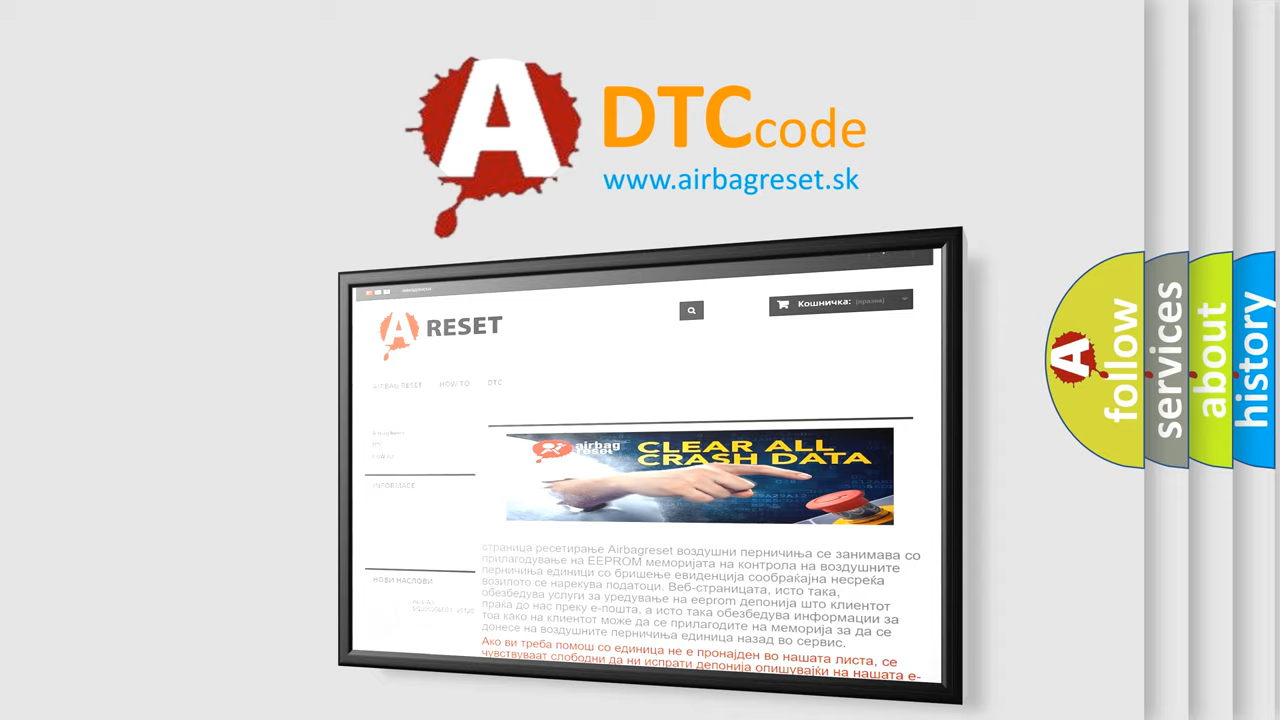 A
DTC code
www.airbagreset.sk
A RESET
Кошничка: (празна)
AIRBAG RESET HOW TO DTC
INFORMACE
НОВИ НАСЛОВИ
airbag
reset
CLEAR ALL
CRASH DATA
страница ресетирање Airbagreset воздушни перничиња се занимава со
прилагодување на EEPROM меморијата на контрола на воздушните
перничиња единици со бришење евиденција сообраќајна несреќа
возилото се нарекува податоци. Веб-страницата, исто така,
обезбедува услуги за уредување на eeprom депонија што клиентот
праќа до нас преку е-пошта, а исто така обезбедува информации за
тоа како на клиентот може да се прилагодите на меморија за да се
донесе на воздушните перничиња единица назад во сервис.
Ако ви треба помош со единица не е пронајден во нашата листа, се
чувствуваат слободни да ни испрати депонија опишувајќи на нашата е-
A
follow
services
about
history